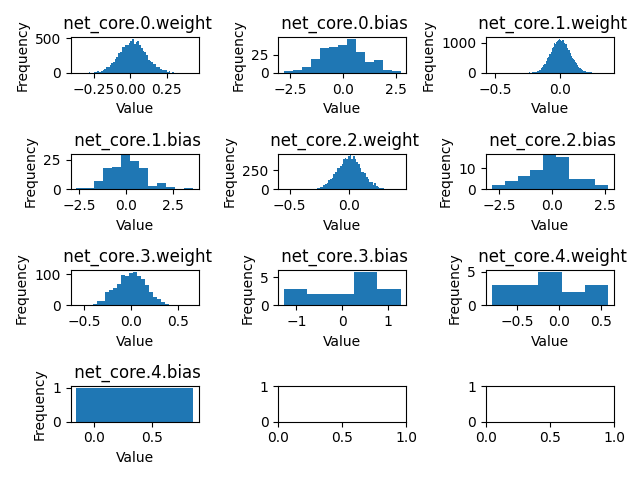 net_core.0.weight
net_core.0.bias
net_core.1.weight
Frequency
500
0
−0.25 0.00 0.25
Value
Frequency
25
0
−2.5 0.0 2.5
Value
Frequency
1000
0
−0.5 0.0
Value
net_core.1.bias
net_core.2.weight
net_core.2.bias
Frequency
25
0
−2.5 0.0 2.5
Value
Frequency
250
0
−0.5 0.0
Value
Frequency
10
0
−2.5 0.0 2.5
Value
net_core.3.weight
net_core.3.bias
net_core.4.weight
Frequency
100
0
−0.5 0.0 0.5
Value
Frequency
5
0
−1 0 1
Value
Frequency
5
0
−0.5 0.0 0.5
Value
net_core.4.bias
Frequency
1
0
0.0 0.5
Value
1
0
0.0 0.5 1.0
1
0
0.0 0.5 1.0